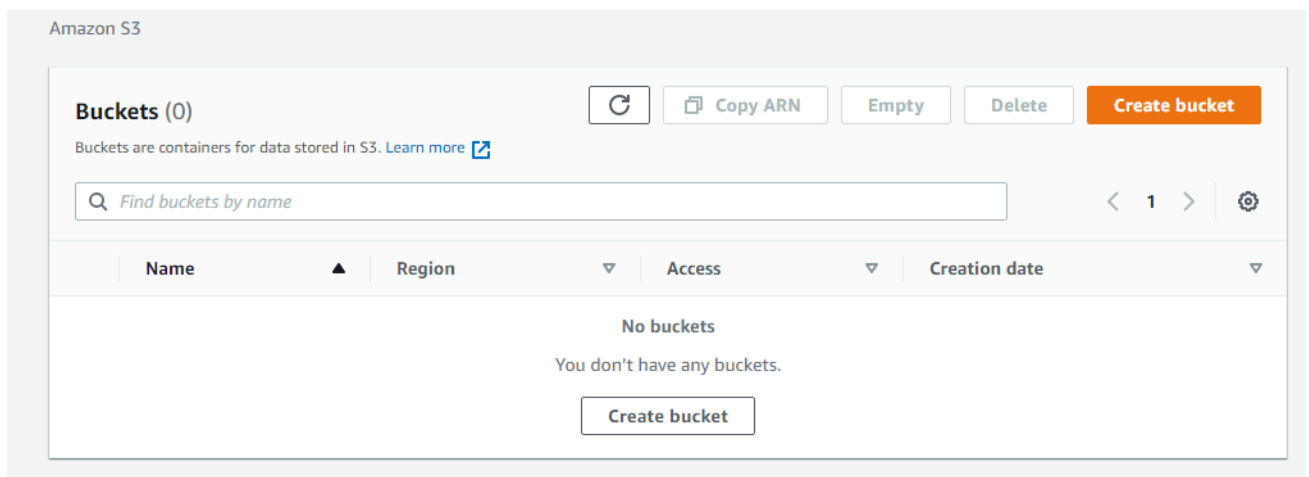 Amazon S3
Buckets (0)
Copy ARN
Empty
Delete
Create bucket
Buckets are containers for data stored in S3. Learn more
Find buckets by name
1
Name
Region
Access
Creation date
No buckets
You don't have any buckets.
Create bucket